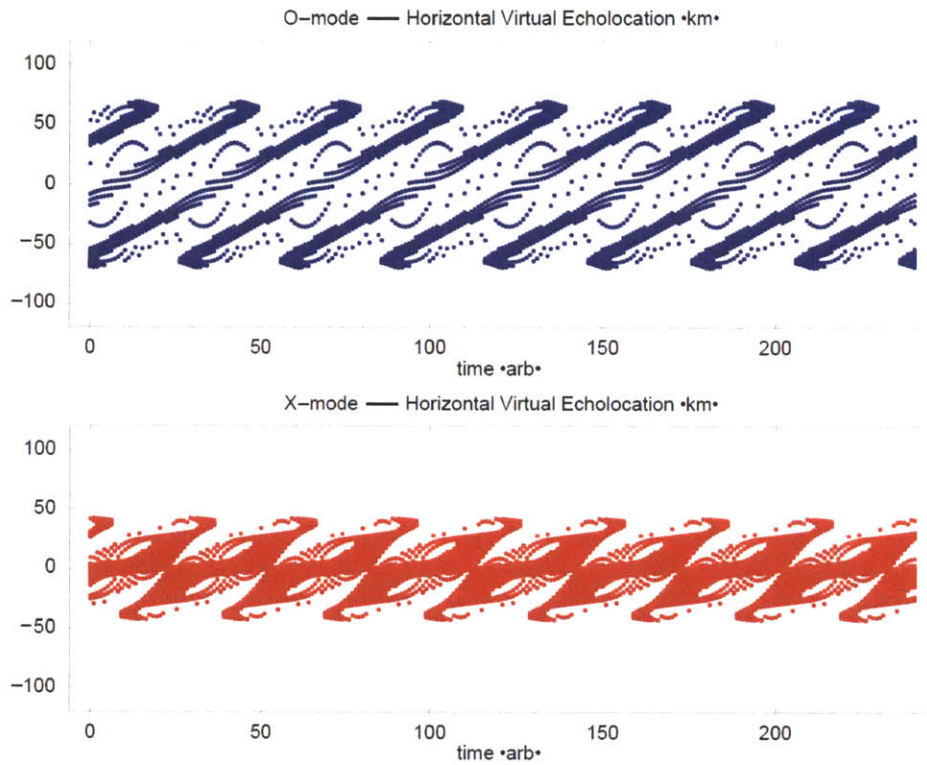 O–mode — Horizontal Virtual Echolocation •km•
100
50
0
−50
−100
0 50 100 150 200
time •arb•
X–mode — Horizontal Virtual Echolocation •km•
100
50
0
−50
−100
0 50 100 150 200
time •arb•